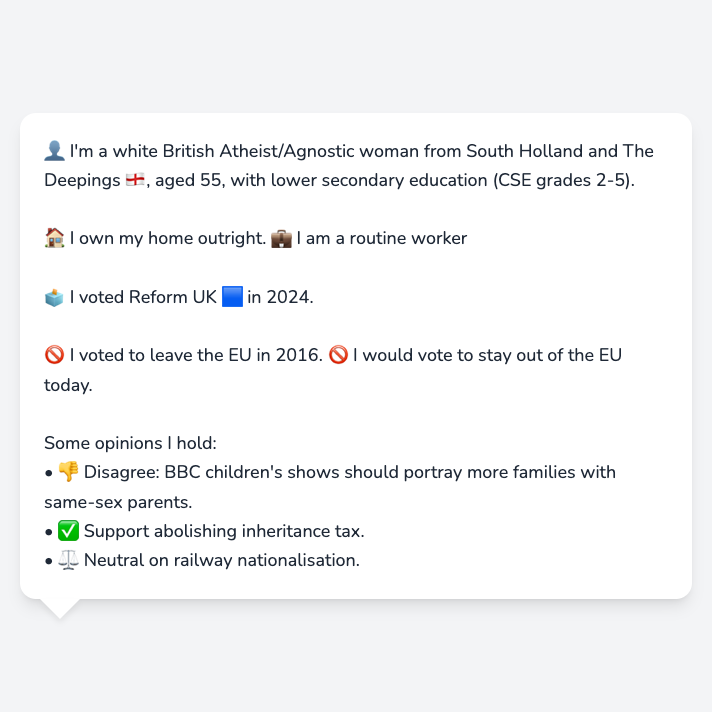 👤 I'm a white British Atheist/Agnostic woman from South Holland and The
Deepings 🏴󠁧󠁢󠁥󠁮󠁧󠁿, aged 55, with lower secondary education (CSE grades 2-5).
🏠 I own my home outright. 💼 I am a routine worker
🗳️ I voted Reform UK 🟦 in 2024.
🚫 I voted to leave the EU in 2016. 🚫 I would vote to stay out of the EU
today.
Some opinions I hold:
• 👎 Disagree: BBC children's shows should portray more families with
same-sex parents.
• ✅ Support abolishing inheritance tax.
• ⚖️ Neutral on railway nationalisation.